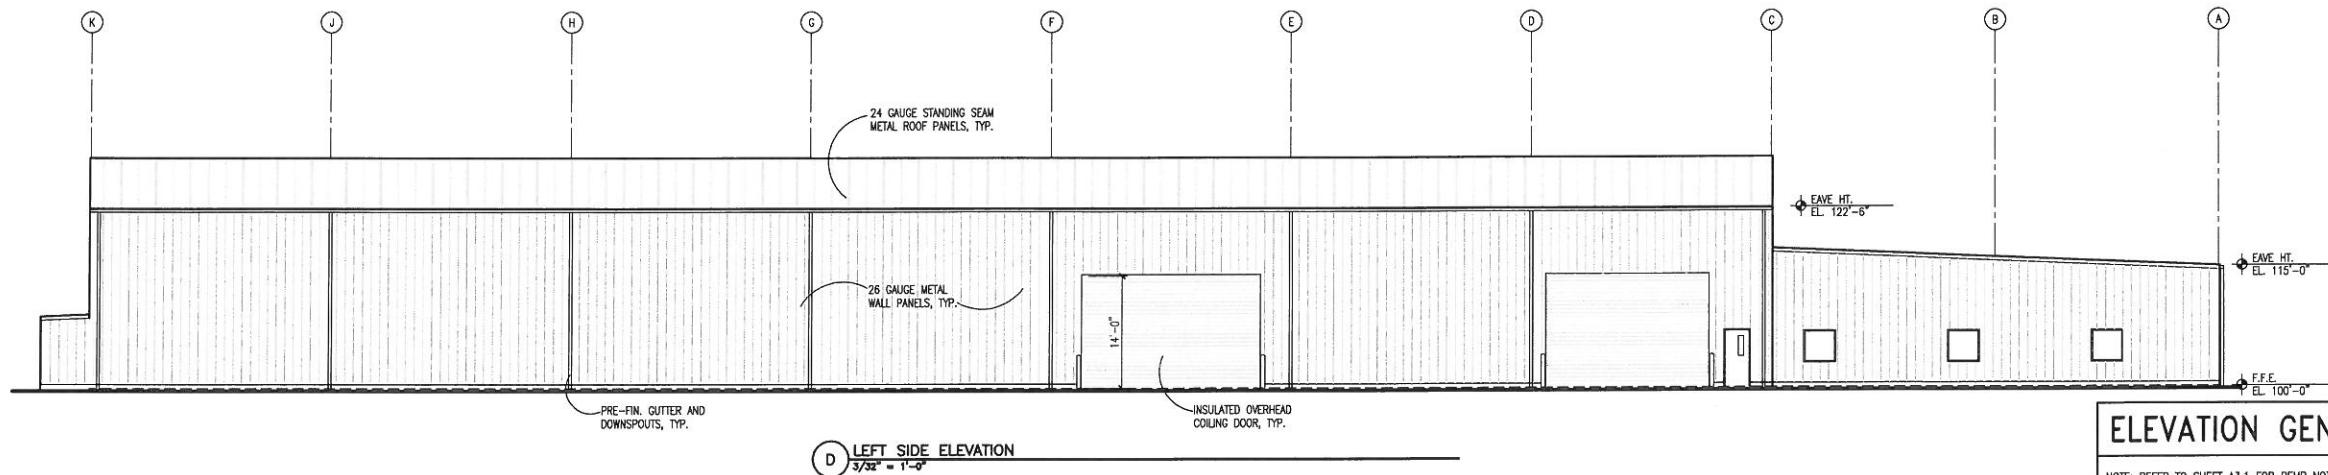 K J H G F E D C B A
24 GAUGE STANDING SEAM
METAL ROOF PANELS, TYP.
EAVE HT.
EL. 122'-6"
EAVE HT.
EL. 115'-0"
26 GAUGE METAL
WALL PANELS, TYP.
14'-0"
F.F.E.
EL. 100'-0"
PRE-FIN. GUTTER AND
DOWNSPOUTS, TYP.
INSULATED OVERHEAD
COILING DOOR, TYP.
D LEFT SIDE ELEVATION
3/32" = 1'-0"
ELEVATION GEN